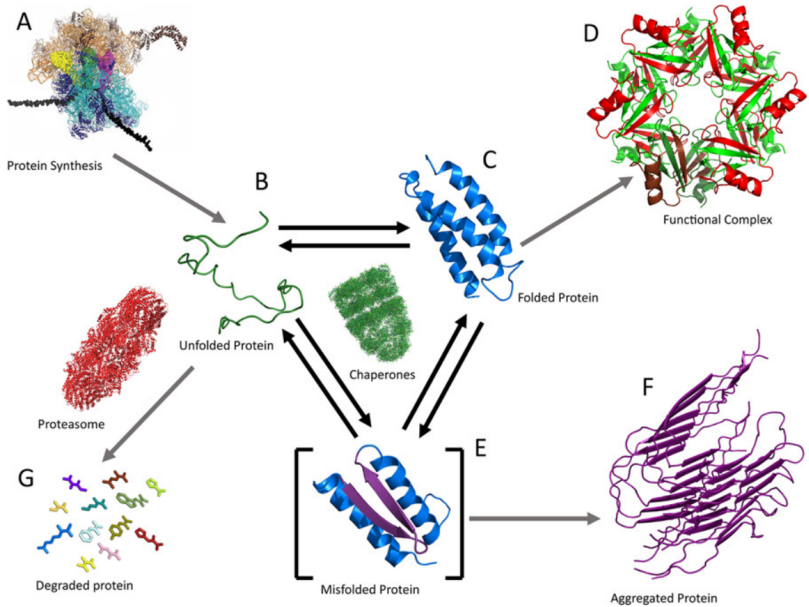 A
Protein Synthesis
B
Unfolded Protein
C
Folded Protein
D
Functional Complex
Chaperones
Proteasome
E
Misfolded Protein
F
Aggregated Protein
G
Degraded protein